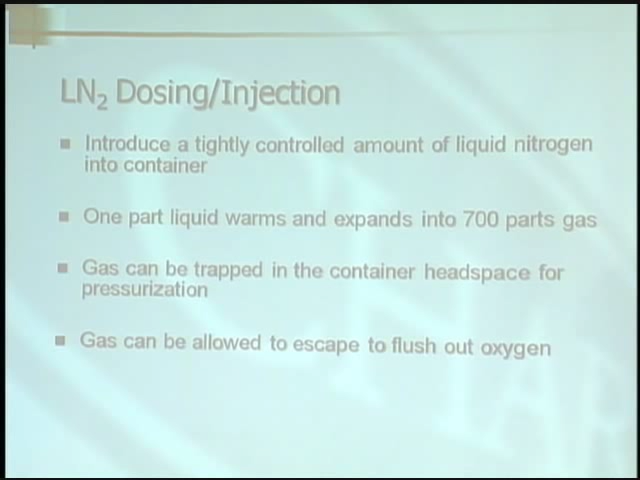 LN2 Dosing/Injection
■ Introduce a tightly controlled amount of liquid nitrogen
into container
■ One part liquid warms and expands into 700 parts gas
■ Gas can be trapped in the container headspace for
pressurization
■ Gas can be allowed to escape to flush out oxygen